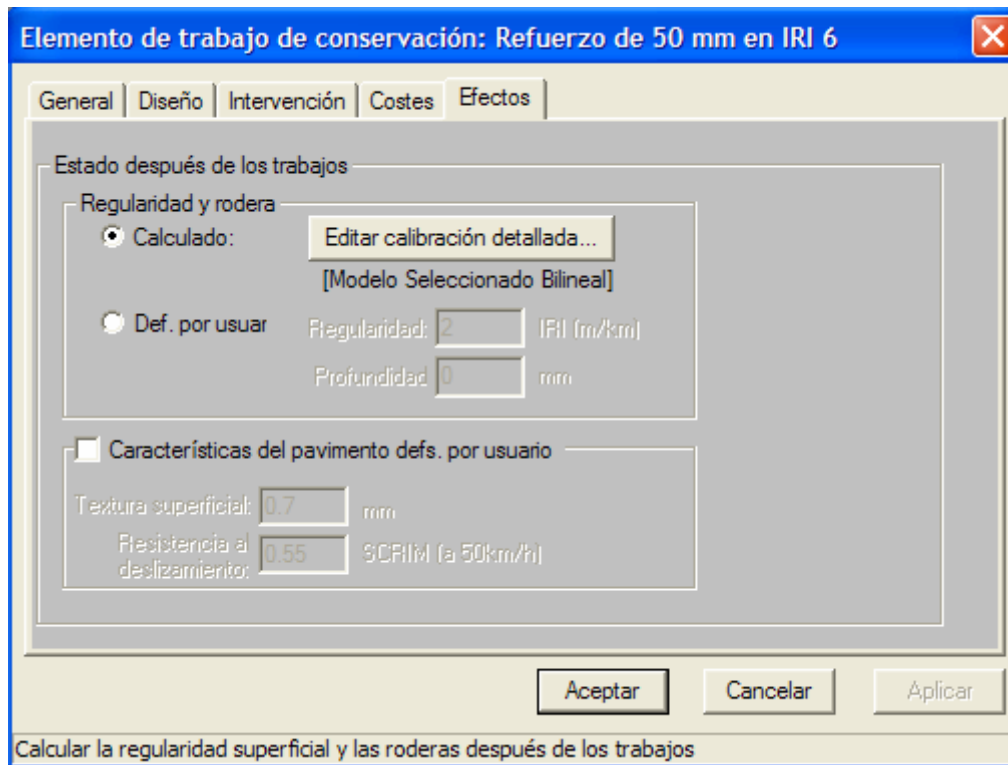 Elemento de trabajo de conservación: Refuerzo de 50 mm en IRI 6
General Diseño Intervención Costes Efectos
Estado después de los trabajos
Regularidad y rodera
Calculado: Editar calibración detallada...
[Modelo Seleccionado Bilineal]
Def. por usuar Regularidad: 2 IRI (m/km)
Profundidad 0 mm
Características del pavimento defs. por usuario
Textura superficial: 0.7 mm
Resistencia al
deslizamiento: 0.55 SCRIM (a 50km/h)
Aceptar Cancelar Aplicar
Calcular la regularidad superficial y las roderas después de los trabajos